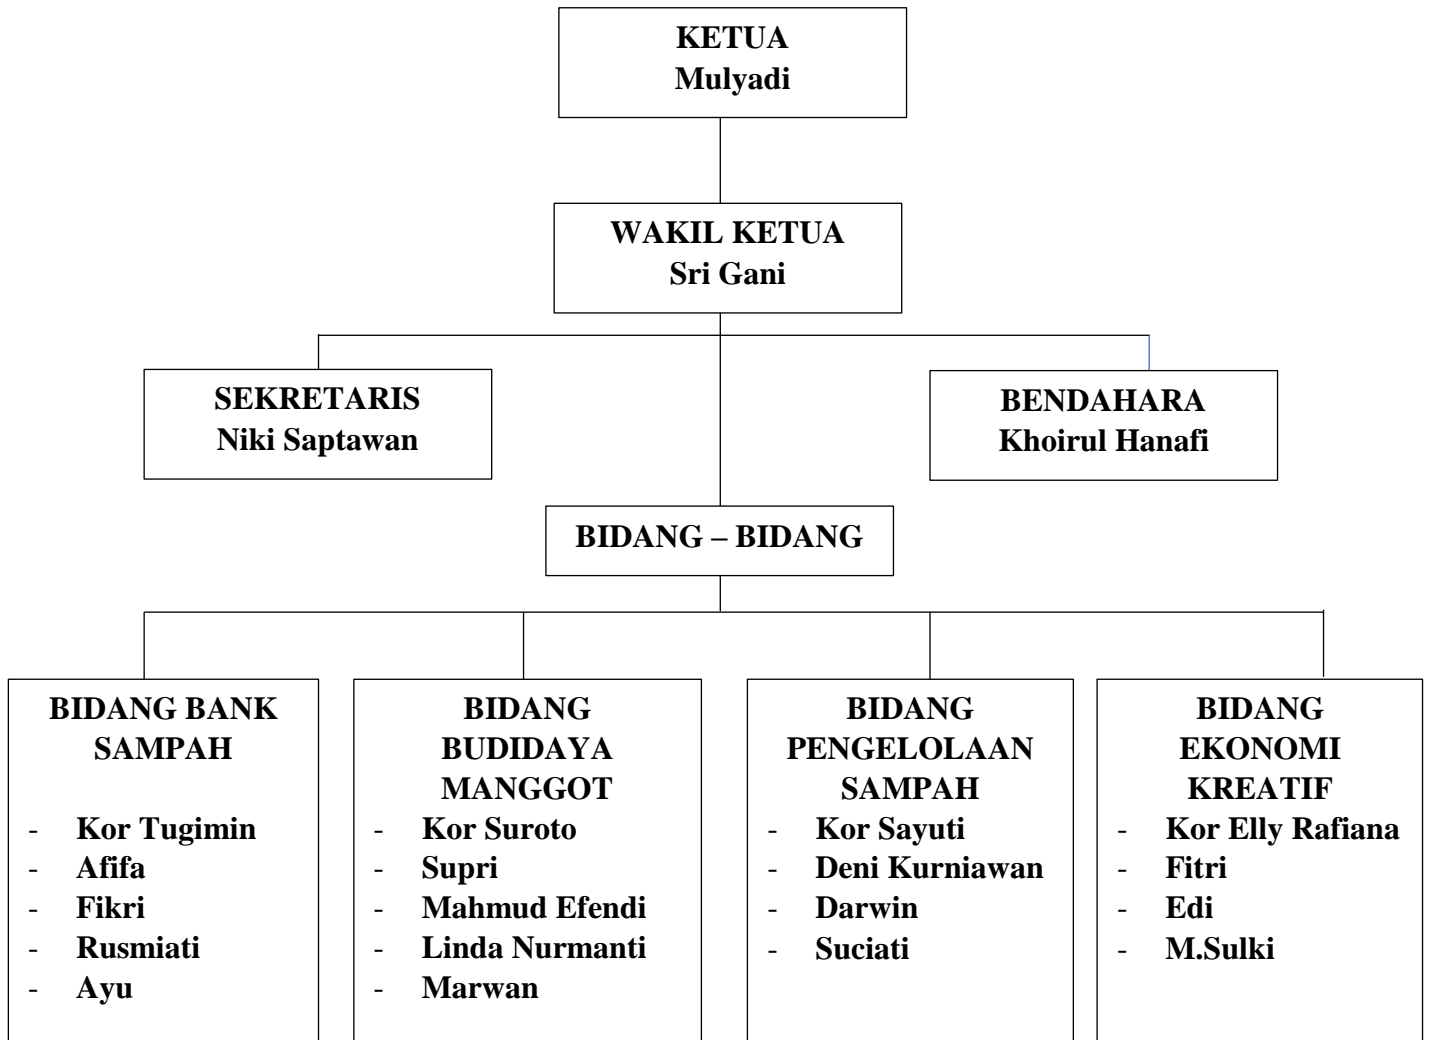 KETUA
Mulyadi
WAKIL KETUA
Sri Gani
SEKRETARIS
Niki Saptawan
BENDAHARA
Khoirul Hanafi
BIDANG – BIDANG
BIDANG BANK
SAMPAH
- Kor Tugimin
- Afifa
- Fikri
- Rusmiati
- Ayu
BIDANG
BUDIDAYA
MANGGOT
- Kor Suroto
- Supri
- Mahmud Efendi
- Linda Nurmanti
- Marwan
BIDANG
PENGELOLAAN
SAMPAH
- Kor Sayuti
- Deni Kurniawan
- Darwin
- Suciati
BIDANG
EKONOMI
KREATIF
- Kor Elly Rafiana
- Fitri
- Edi
- M.Sulki